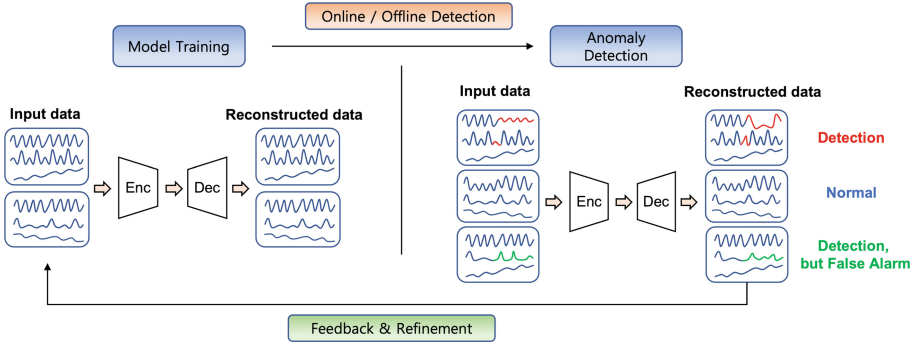 Online / Offline Detection
Model Training
Anomaly
Detection
Input data
Reconstructed data
Enc
Dec
Input data
Reconstructed data
Detection
Enc
Dec
Normal
Detection,
but False Alarm
Feedback & Refinement